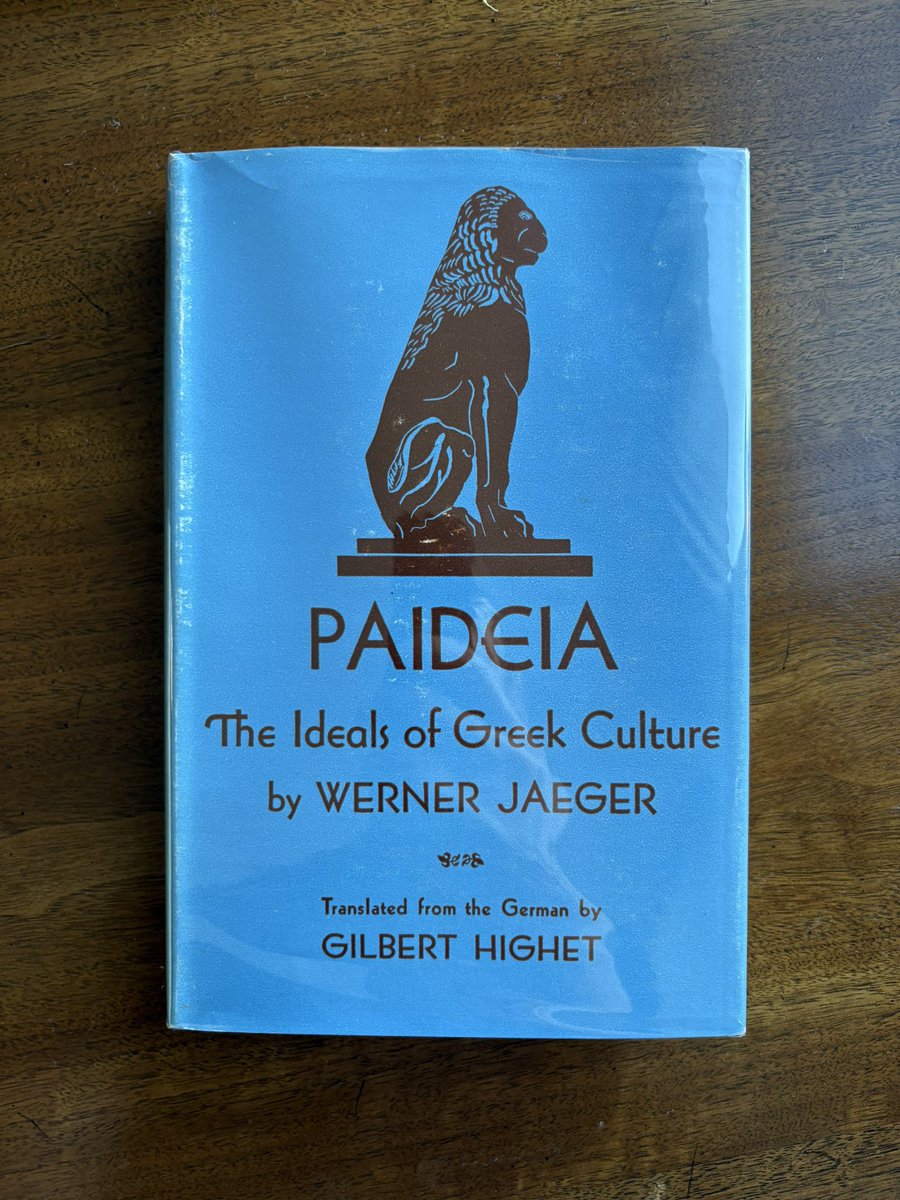 PAIDEIA
The Ideals of Greek Culture
by WERNER JAEGER
Translated from the German by
GILBERT HIGHET